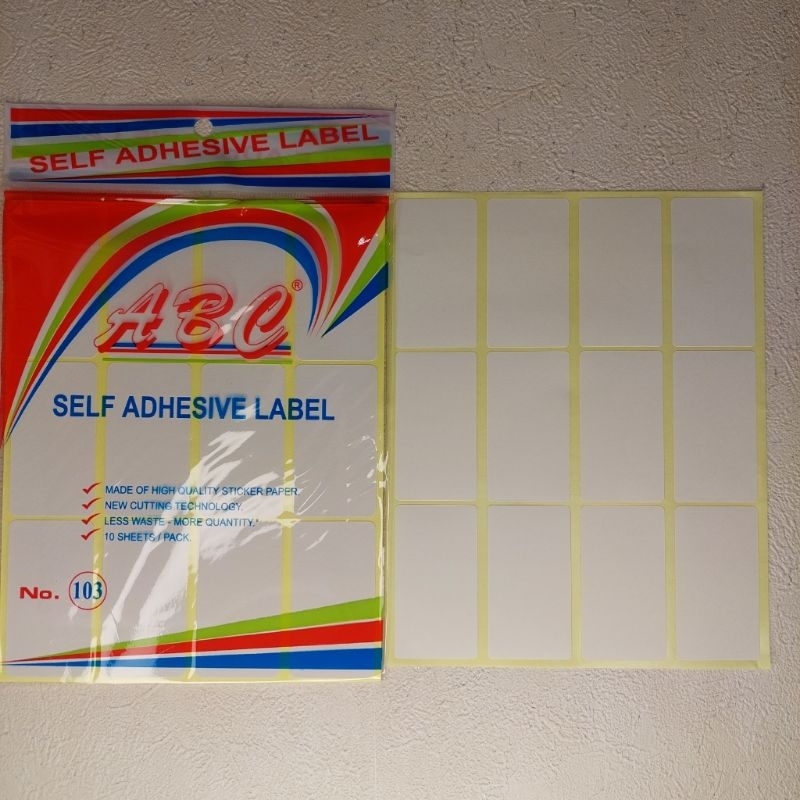 SELF ADHESIVE LABEL
ABC®
SELF ADHESIVE LABEL
MADE OF HIGH QUALITY STICKER PAPER.
NEW CUTTING TECHNOLOGY.
LESS WASTE - MORE QUANTITY.
10 SHEETS / PACK.
No. 103